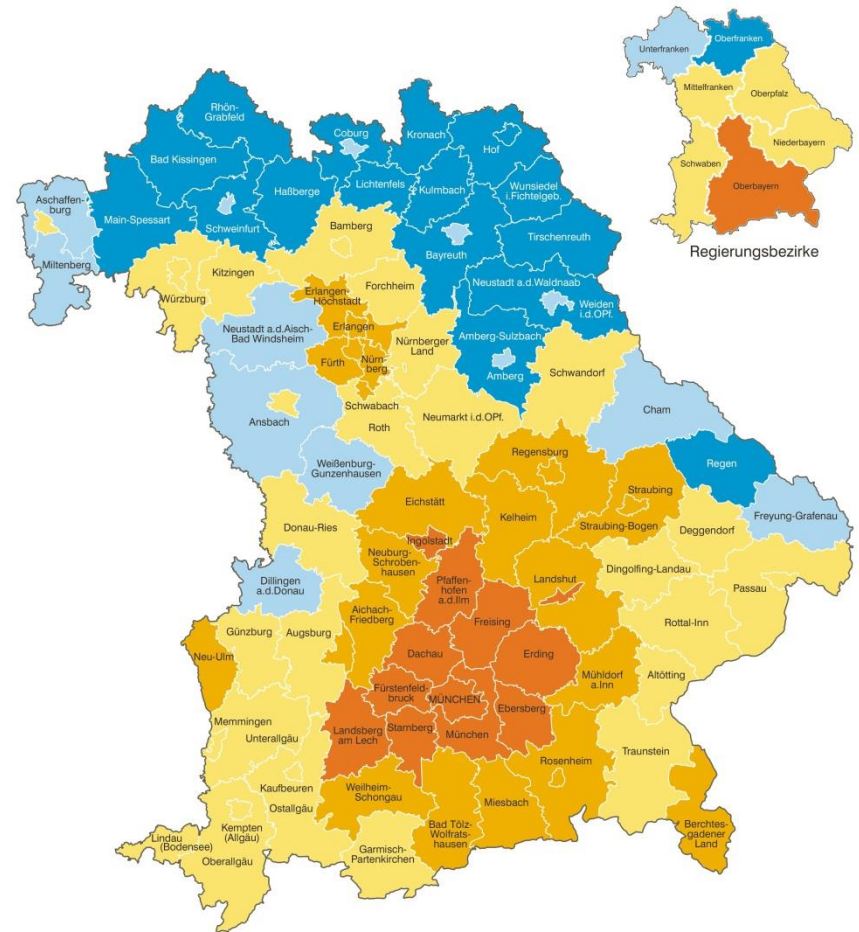 Unterfranken
Oberfranken
Mittelfranken
Oberpfalz
Niederbayern
Schwaben
Oberbayern
Regierungsbezirke
Rhön-
Grabfeld
Bad Kissingen
Coburg
Kronach
Hof
Lichtenfels
Kulmbach
Wunsiedel
i.Fichtelgeb.
Haßberge
Aschaffen-
burg
Main-Spessart
Schweinfurt
Miltenberg
Bamberg
Bayreuth
Tirschenreuth
Kitzingen
Würzburg
Forchheim
Erlangen-
Höchstadt
Erlangen
Neustadt a.d.Waldnaab
Weiden
i.d.OPf.
Neustadt a.d.Aisch-
Bad Windsheim
Fürth
Nürn-
berg
Nürnberger
Land
Amberg-Sulzbach
Amberg
Schwandorf
Ansbach
Schwabach
Roth
Neumarkt i.d.OPf.
Cham
Weißenburg-
Gunzenhausen
Regensburg
Regen
Eichstätt
Kelheim
Straubing
Straubing-Bogen
Freyung-Grafenau
Deggendorf
Donau-Ries
Ingolstadt
Neuburg-
Schroben-
hausen
Pfaffen-
hofen
a.d.Ilm
Landshut
Dingolfing-Landau
Passau
Dillingen
a.d.Donau
Aichach-
Friedberg
Freising
Rottal-Inn
Günzburg
Augsburg
Neu-Ulm
Dachau
Erding
Mühldorf
a.Inn
Altötting
Fürstenfeld-
bruck
MÜNCHEN
Ebersberg
Landsberg
am Lech
Starnberg
München
Memmingen
Unterallgäu
Traunstein
Rosenheim
Kaufbeuren
Ostallgäu
Weilheim-
Schongau
Miesbach
Bad Tölz-
Wolfrats-
hausen
Berchtes-
gadener
Land
Kempten
(Allgäu)
Lindau
(Bodensee)
Oberallgäu
Garmisch-
Partenkirchen